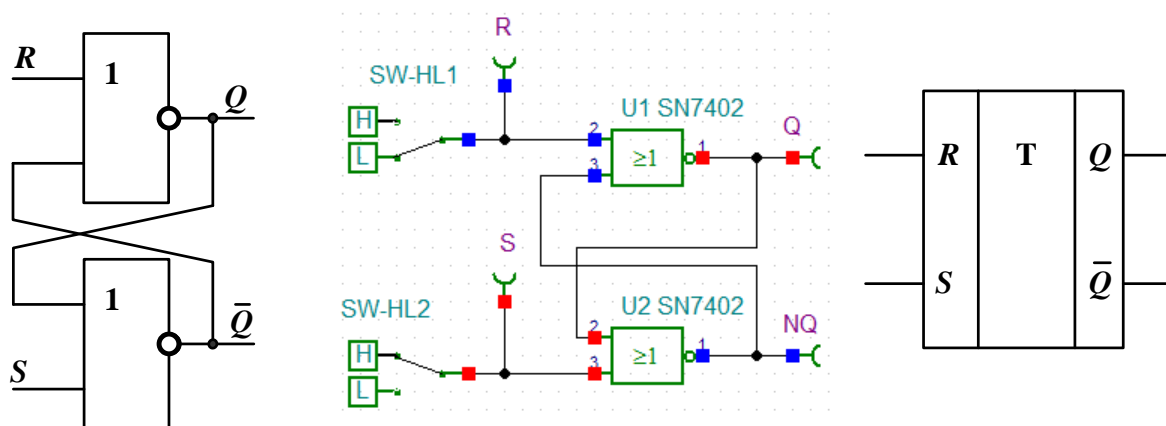 R
1
Q
1
Q̅
S
R
SW-HL1
H
L
U1 SN7402
2
3
≥1
1
Q
S
SW-HL2
H
L
U2 SN7402
2
3
≥1
1
NQ
R T Q
S Q̅